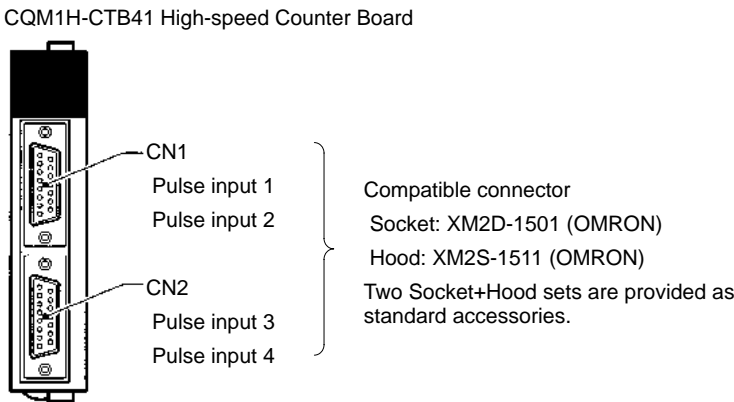 CQM1H-CTB41 High-speed Counter Board
CN1
Pulse input 1
Pulse input 2
CN2
Pulse input 3
Pulse input 4
Compatible connector
Socket: XM2D-1501 (OMRON)
Hood: XM2S-1511 (OMRON)
Two Socket+Hood sets are provided as
standard accessories.